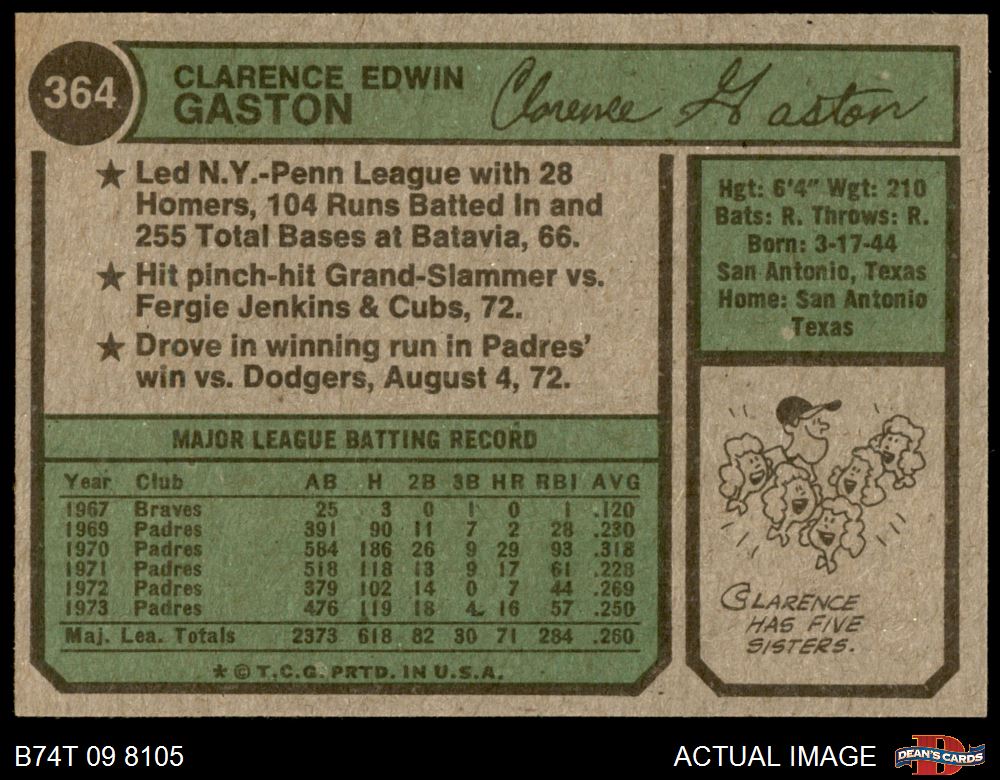 364
CLARENCE EDWIN
GASTON
Clarence Gaston
★ Led N.Y.-Penn League with 28
Homers, 104 Runs Batted In and
255 Total Bases at Batavia, 66.
★ Hit pinch-hit Grand-Slammer vs.
Fergie Jenkins & Cubs, 72.
★ Drove in winning run in Padres'
win vs. Dodgers, August 4, 72.
Hgt: 6'4" Wgt: 210
Bats: R. Throws: R.
Born: 3-17-44
San Antonio, Texas
Home: San Antonio
Texas
MAJOR LEAGUE BATTING RECORD
Year Club AB H 2B 3B HR RBI AVG
1967 Braves 25 3 0 1 0 1 .120
1969 Padres 391 90 11 7 2 28 .230
1970 Padres 584 186 26 9 29 93 .318
1971 Padres 518 118 13 9 17 61 .228
1972 Padres 379 102 14 0 7 44 .269
1973 Padres 476 119 18 4 16 57 .250
Maj. Lea. Totals 2373 618 82 30 71 284 .260
* © T.C.G. PRTD. IN U.S.A.
CLARENCE
HAS FIVE
SISTERS.
B74T 09 8105
ACTUAL IMAGE
D
DEAN'S CARDS